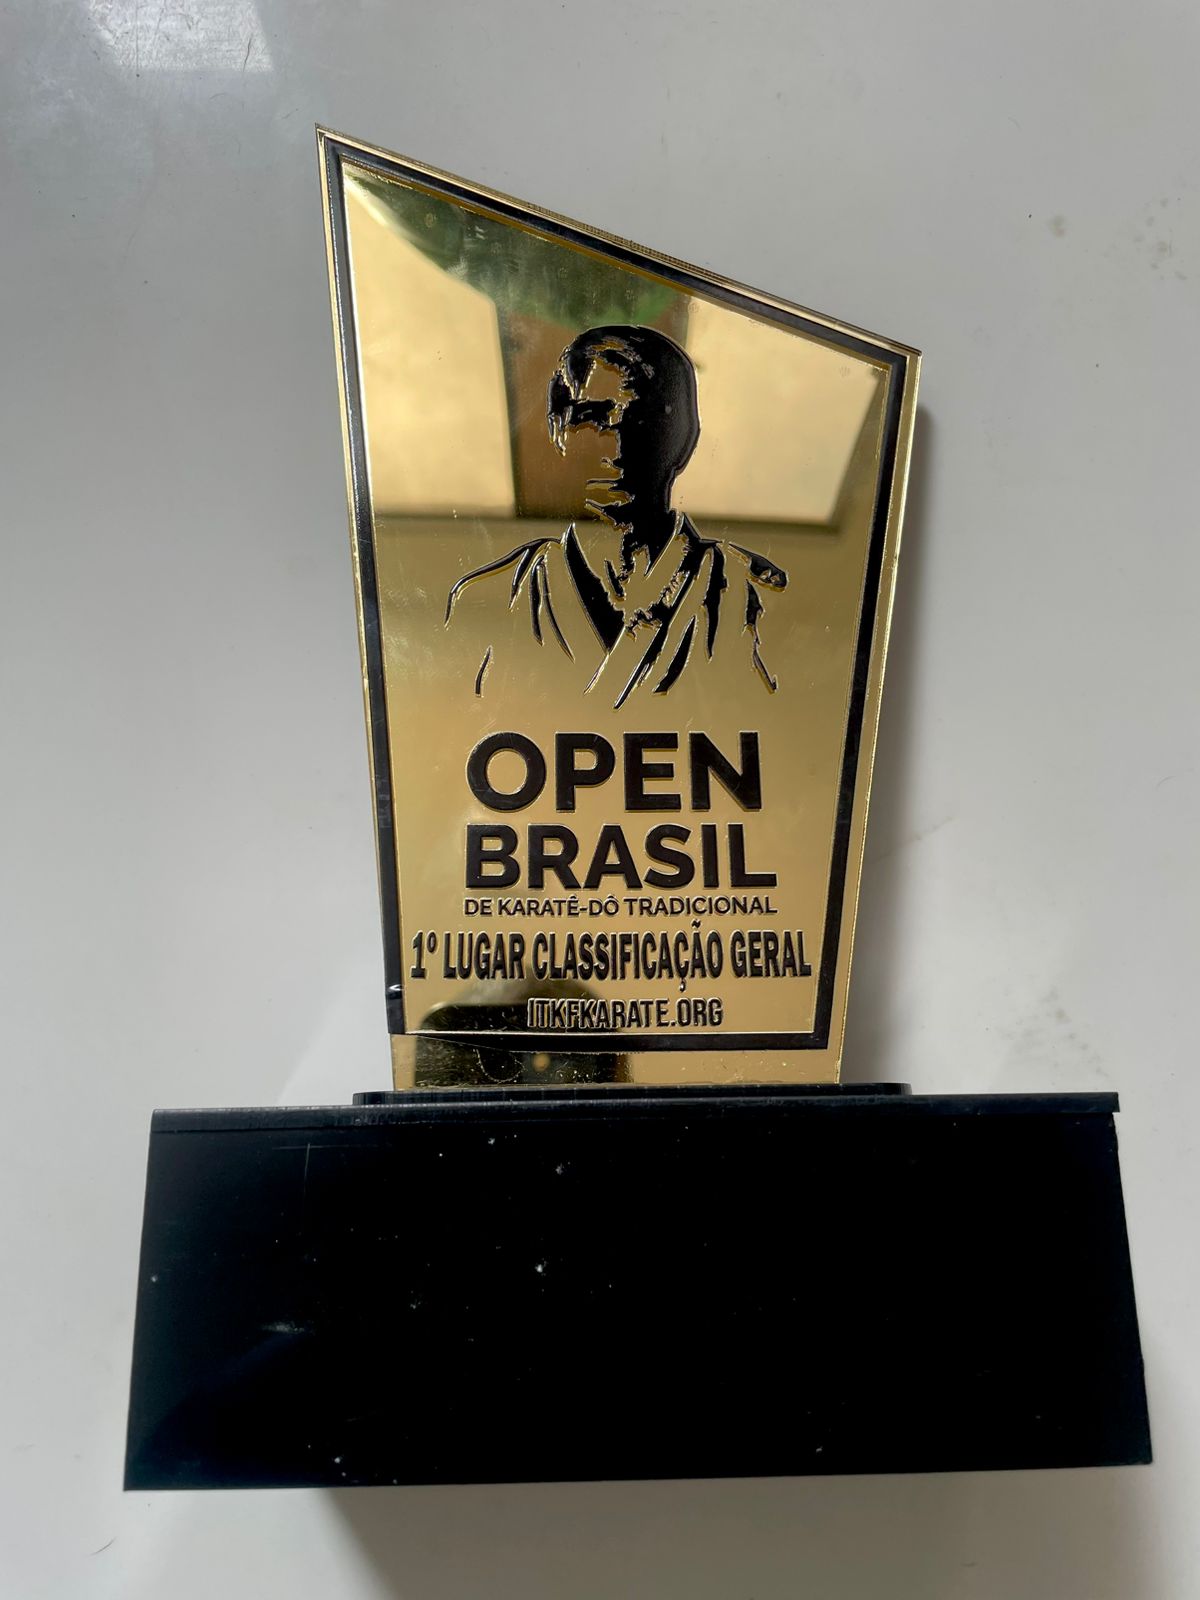 OPEN
BRASIL
DE KARATÊ-DÔ TRADICIONAL
1º LUGAR CLASSIFICAÇÃO GERAL
ITKFKARATE.ORG